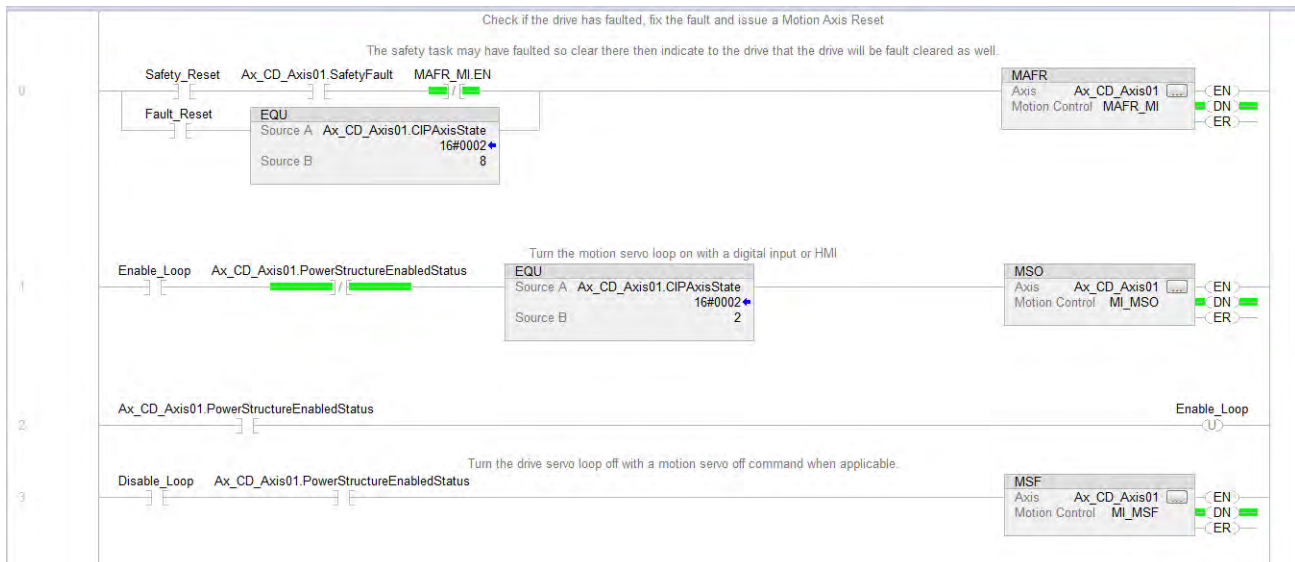 Check if the drive has faulted, fix the fault and issue a Motion Axis Reset
The safety task may have faulted so clear there then indicate to the drive that the drive will be fault cleared as well.
0
Safety_Reset Ax_CD_Axis01.SafetyFault MAFR_MI.EN
MAFR
Axis Ax_CD_Axis01 ... EN
Motion Control MAFR_MI DN
ER
Fault_Reset
EQU
Source A Ax_CD_Axis01.CIPAxisState
16#0002
Source B 8
Turn the motion servo loop on with a digital input or HMI
1
Enable_Loop Ax_CD_Axis01.PowerStructureEnabledStatus
EQU
Source A Ax_CD_Axis01.CIPAxisState
16#0002
Source B 2
MSO
Axis Ax_CD_Axis01 ... EN
Motion Control MI_MSO DN
ER
2
Ax_CD_Axis01.PowerStructureEnabledStatus Enable_Loop
U
Turn the drive servo loop off with a motion servo off command when applicable.
3
Disable_Loop Ax_CD_Axis01.PowerStructureEnabledStatus
MSF
Axis Ax_CD_Axis01 ... EN
Motion Control MI_MSF DN
ER